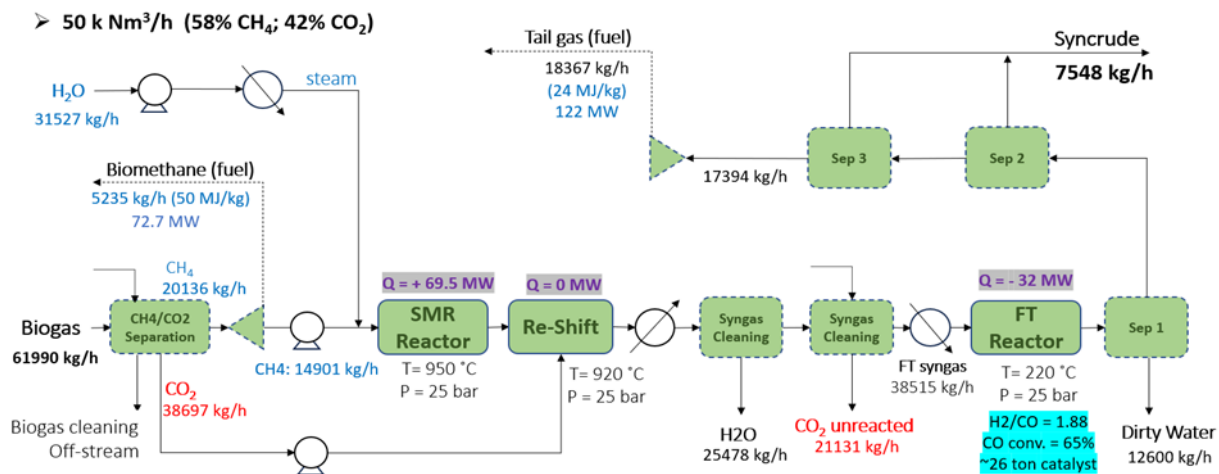 ➢ 50 k Nm³/h (58% CH₄; 42% CO₂)
Tail gas (fuel)
18367 kg/h
(24 MJ/kg)
122 MW
Syncrude
7548 kg/h
steam
H₂O
31527 kg/h
Biomethane (fuel)
5235 kg/h (50 MJ/kg)
72.7 MW
Sep 3
Sep 2
17394 kg/h
CH₄
20136 kg/h
Q = + 69.5 MW
Q = 0 MW
Q = - 32 MW
Biogas
61990 kg/h
CH4/CO2
Separation
SMR
Reactor
Re-Shift
Syngas
Cleaning
Syngas
Cleaning
FT
Reactor
Sep 1
CH4: 14901 kg/h
T= 950 ˚C
P = 25 bar
T= 920 ˚C
P = 25 bar
FT syngas
38515 kg/h
T= 220 ˚C
P = 25 bar
CO₂
38697 kg/h
Biogas cleaning
Off-stream
H2O
25478 kg/h
CO₂ unreacted
21131 kg/h
H2/CO = 1.88
CO conv. = 65%
~26 ton catalyst
Dirty Water
12600 kg/h